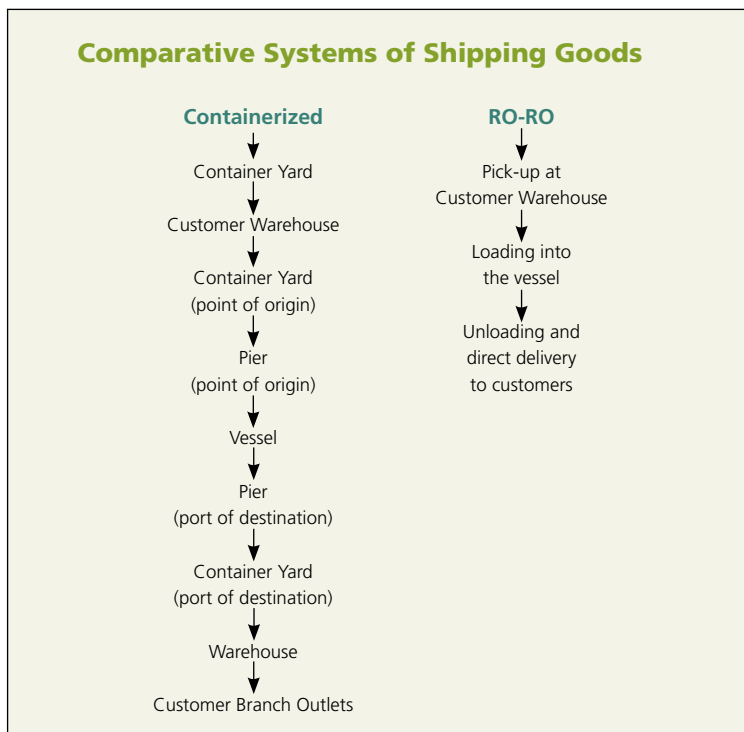 Comparative Systems of Shipping Goods
Containerized
Container Yard
Customer Warehouse
Container Yard
(point of origin)
Pier
(point of origin)
Vessel
Pier
(port of destination)
Container Yard
(port of destination)
Warehouse
Customer Branch Outlets
RO-RO
Pick-up at
Customer Warehouse
Loading into
the vessel
Unloading and
direct delivery
to customers